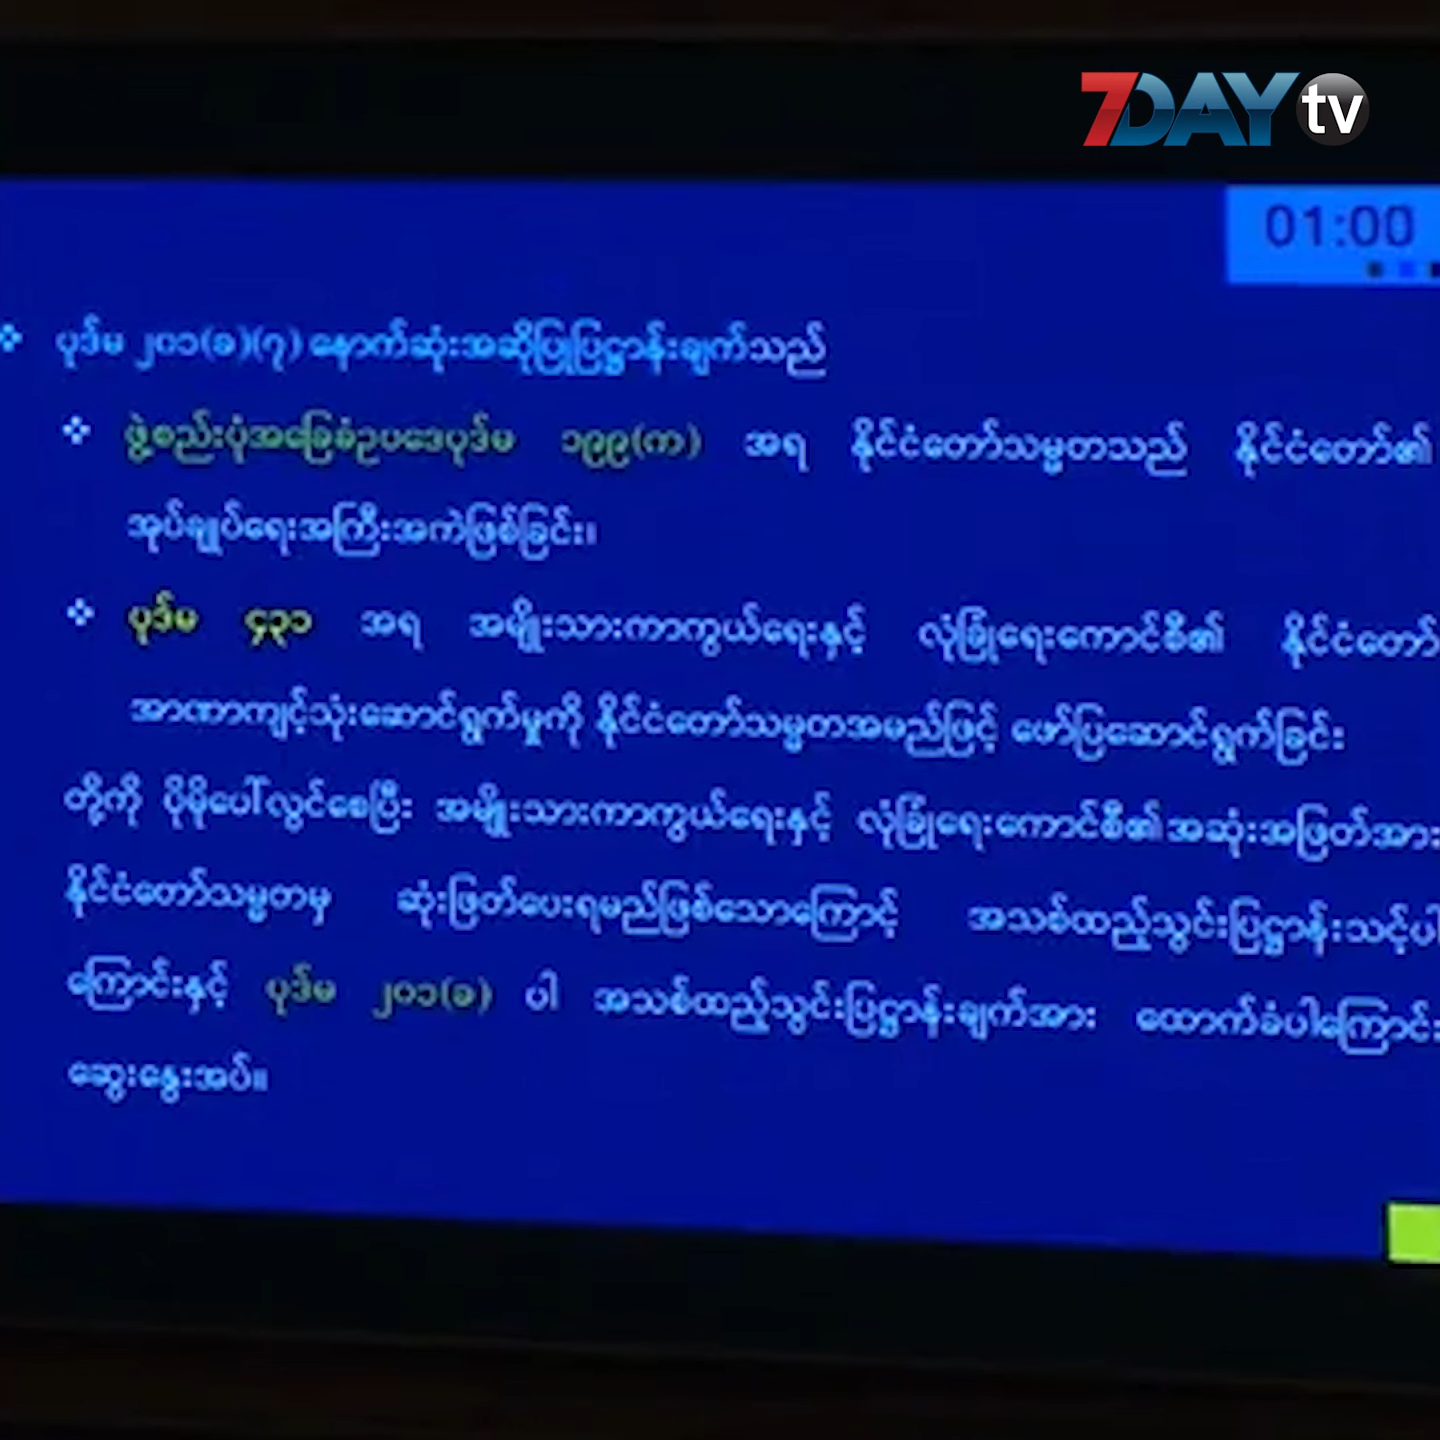 7DAY tv
01:00
ပုဒ်မ ၂၀၁(ခ)(၇) နောက်ဆုံးအဆိုပြုပြဋ္ဌာန်းချက်သည်
ဖွဲ့စည်းပုံအခြေခံဥပဒေပုဒ်မ ၁၉၉(က) အရ နိုင်ငံတော်သမ္မတသည် နိုင်ငံတော်၏
အုပ်ချုပ်ရေးအကြီးအကဲဖြစ်ခြင်း၊
ပုဒ်မ ၄၃၁ အရ အမျိုးသားကာကွယ်ရေးနှင့် လုံခြုံရေးကောင်စီ၏ နိုင်ငံတော်
အာဏာကျင့်သုံးဆောင်ရွက်မှုကို နိုင်ငံတော်သမ္မတအမည်ဖြင့် ဖော်ပြဆောင်ရွက်ခြင်း
တို့ကို ပိုမိုပေါ်လွင်စေပြီး အမျိုးသားကာကွယ်ရေးနှင့် လုံခြုံရေးကောင်စီ၏အဆုံးအဖြတ်အား
နိုင်ငံတော်သမ္မတမှ ဆုံးဖြတ်ပေးရမည်ဖြစ်သောကြောင့် အသစ်ထည့်သွင်းပြဋ္ဌာန်းသင့်ပါ
ကြောင်းနှင့် ပုဒ်မ ၂၀၁(ခ) ပါ အသစ်ထည့်သွင်းပြဋ္ဌာန်းချက်အား ထောက်ခံပါကြောင်း
ဆွေးနွေးအပ်။